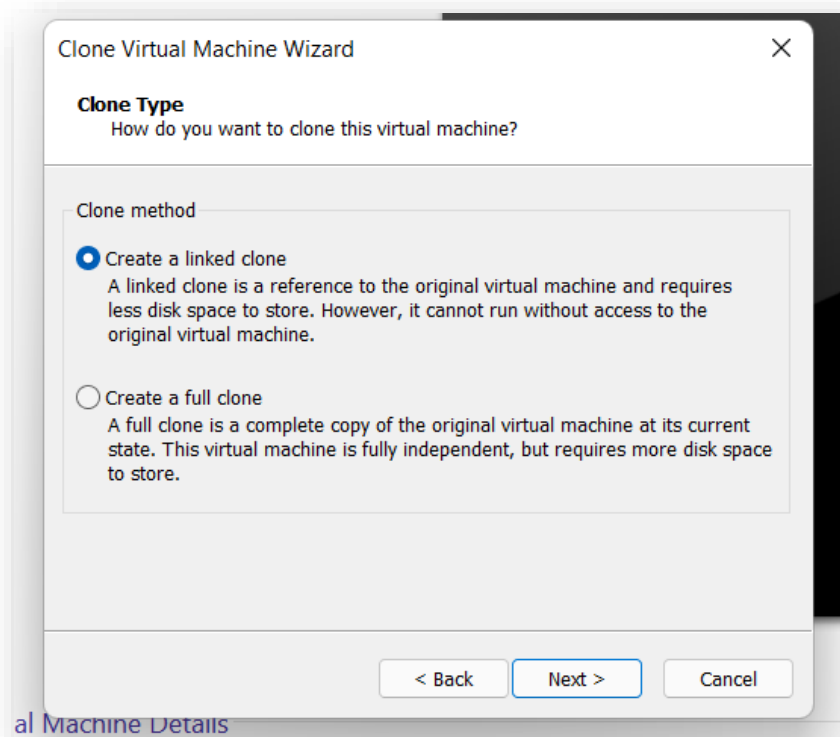 Clone Virtual Machine Wizard
Clone Type
How do you want to clone this virtual machine?
Clone method
Create a linked clone
A linked clone is a reference to the original virtual machine and requires
less disk space to store. However, it cannot run without access to the
original virtual machine.
Create a full clone
A full clone is a complete copy of the original virtual machine at its current
state. This virtual machine is fully independent, but requires more disk space
to store.
< Back Next > Cancel
al Machine Details